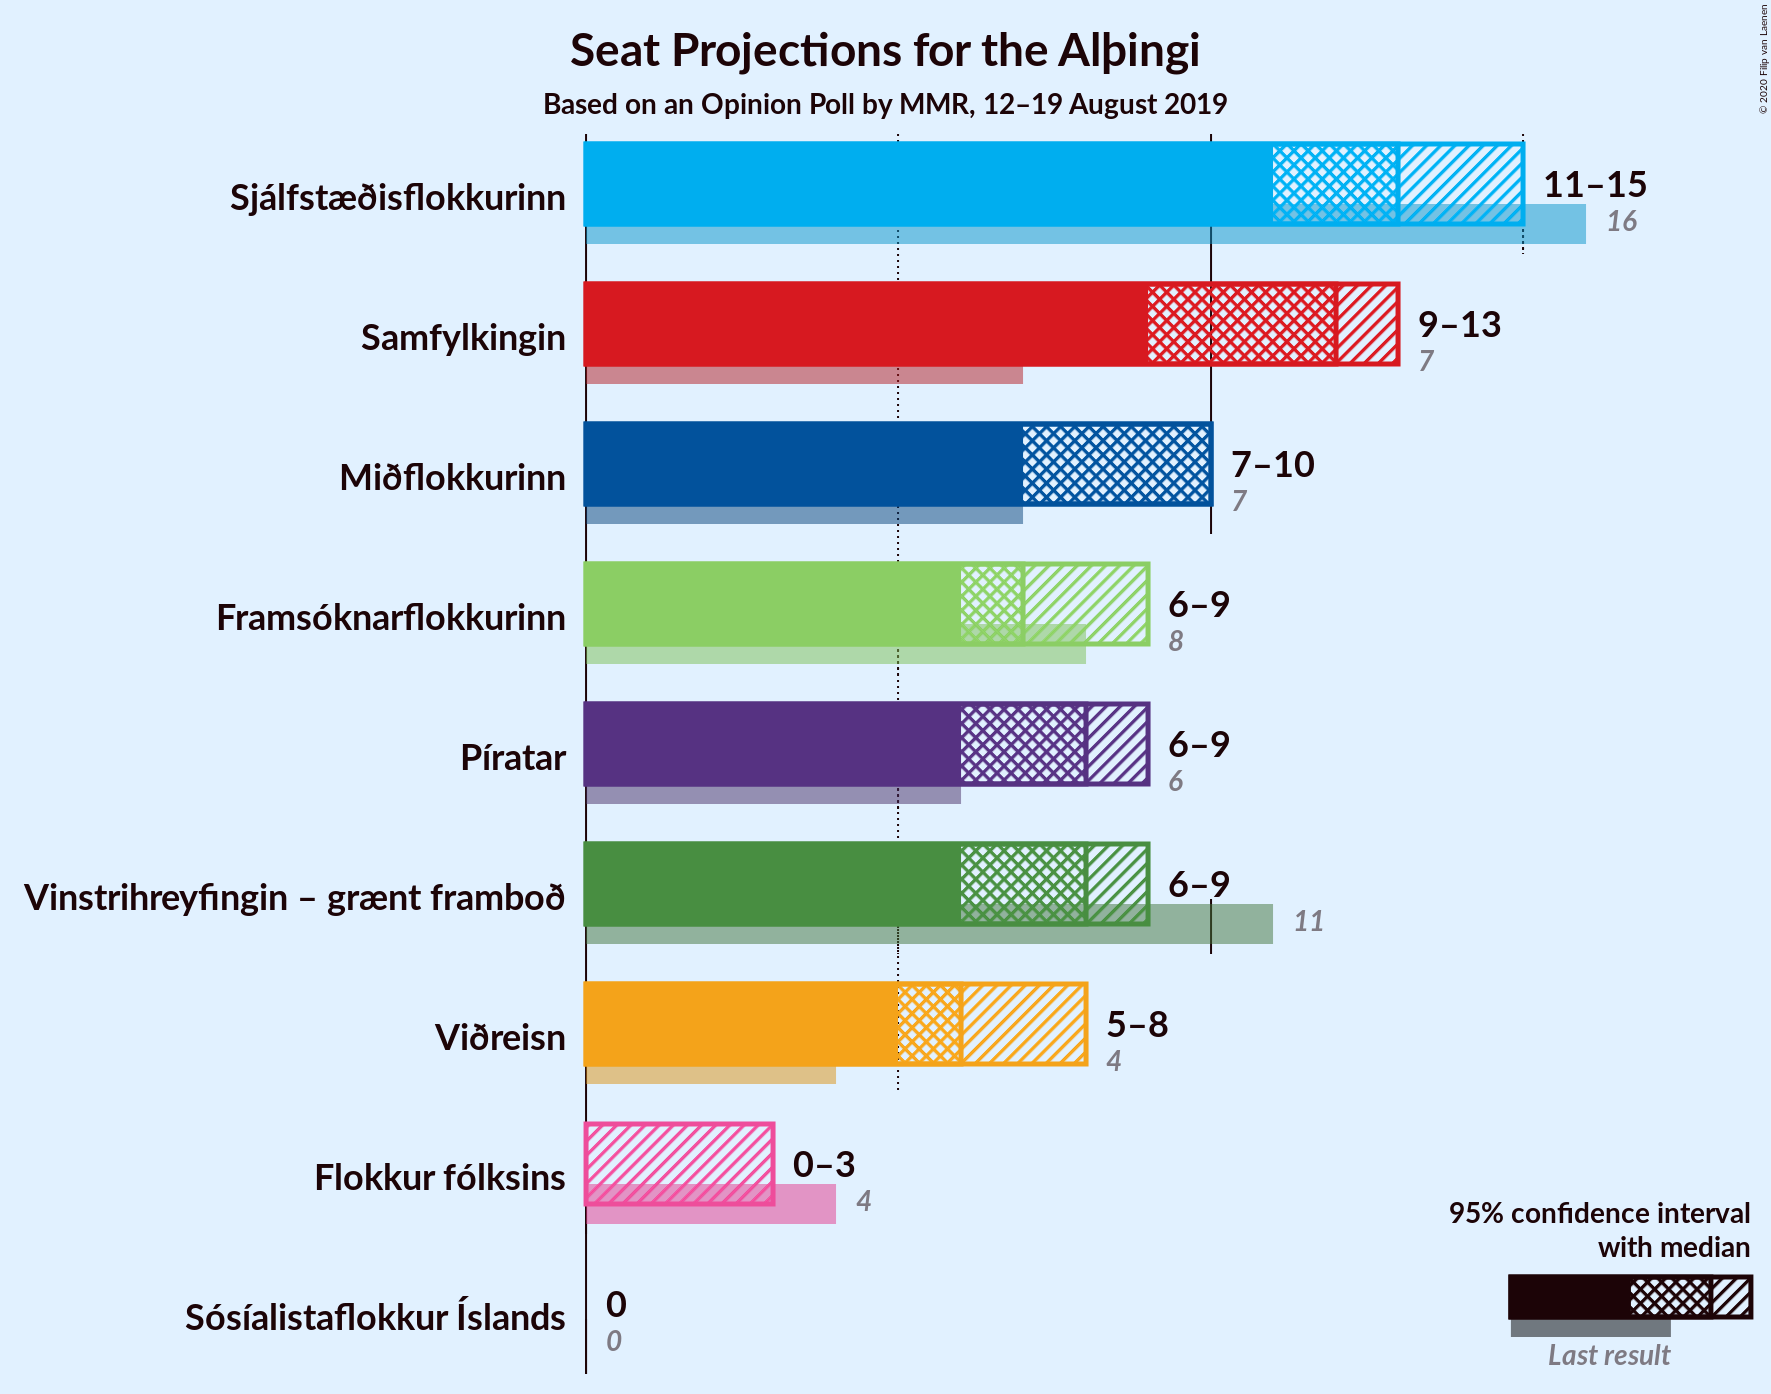 Seat Projections for the Alþingi
Based on an Opinion Poll by MMR, 12–19 August 2019
© 2020 Filip van Laenen
Sjálfstæðisflokkurinn
11–15
16
Samfylkingin
9–13
7
Miðflokkurinn
7–10
7
Framsóknarflokkurinn
6–9
8
Píratar
6–9
6
Vinstrihreyfingin – grænt framboð
6–9
11
Viðreisn
5–8
4
Flokkur fólksins
0–3
4
Sósíalistaflokkur Íslands
0
0
95% confidence interval
with median
Last result